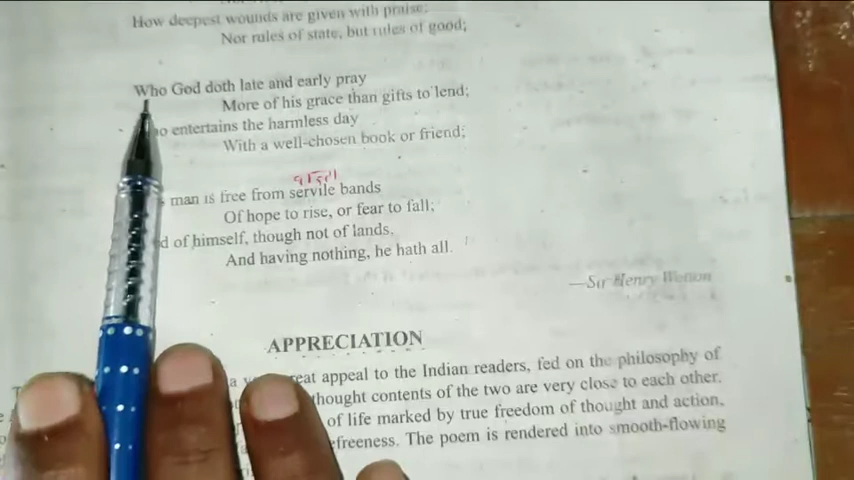 How deepest wounds are given with praise;
Nor rules of state, but rules of good;
Who God doth late and early pray
More of his grace than gifts to lend;
entertains the harmless day
With a well-chosen book or friend;
man is free from servile bands
Of hope to rise, or fear to fall;
of himself, though not of lands,
And having nothing, he hath all.
—Sir Henry Wotton
APPRECIATION
appeal to the Indian readers, fed on the philosophy of
thought contents of the two are very close to each other.
of life marked by true freedom of thought and action,
The poem is rendered into smooth-flowing